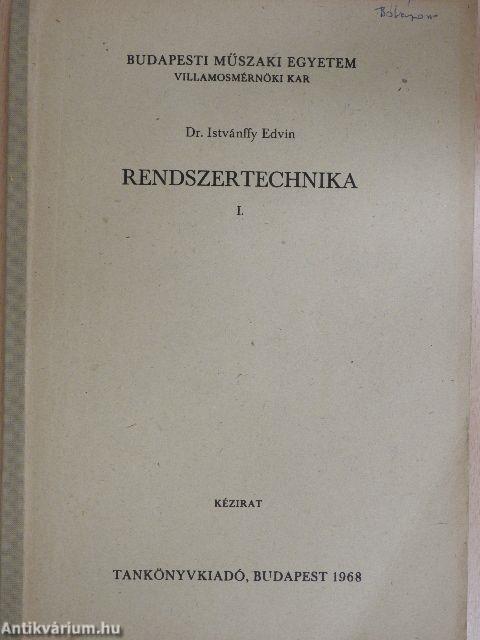 BUDAPESTI MŰSZAKI EGYETEM
VILLAMOSMÉRNÖKI KAR
Dr. Istvánffy Edvin
RENDSZERTECHNIKA
I.
KÉZIRAT
TANKÖNYVKIADÓ, BUDAPEST 1968
Antikvárium.hu